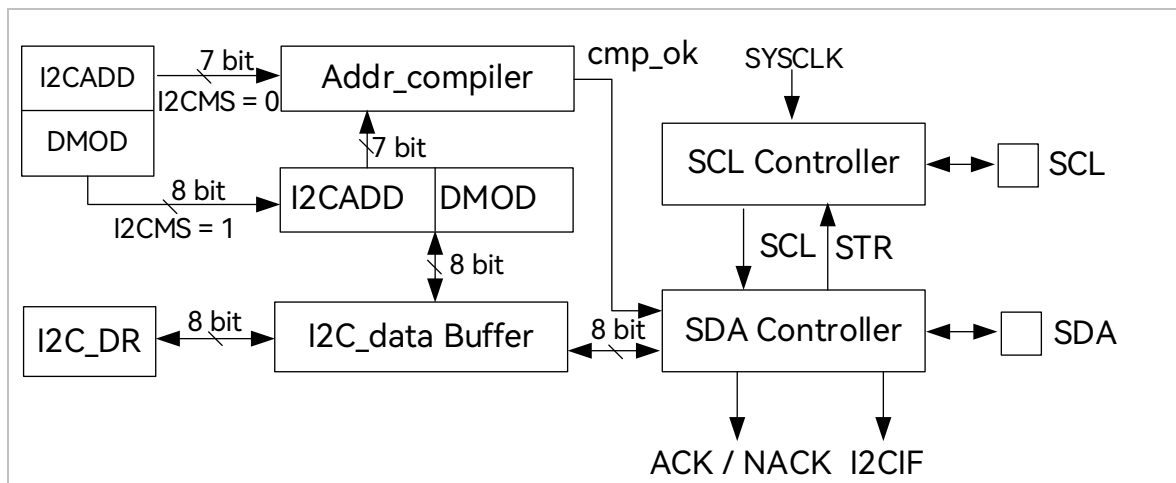 I2CADD
DMOD
7 bit
I2CMS = 0
Addr_compiler
cmp_ok
SYSCLK
7 bit
8 bit
I2CMS = 1
I2CADD
DMOD
SCL Controller
SCL
SCL
STR
8 bit
I2C_DR
8 bit
I2C_data Buffer
8 bit
SDA Controller
SDA
ACK / NACK
I2CIF